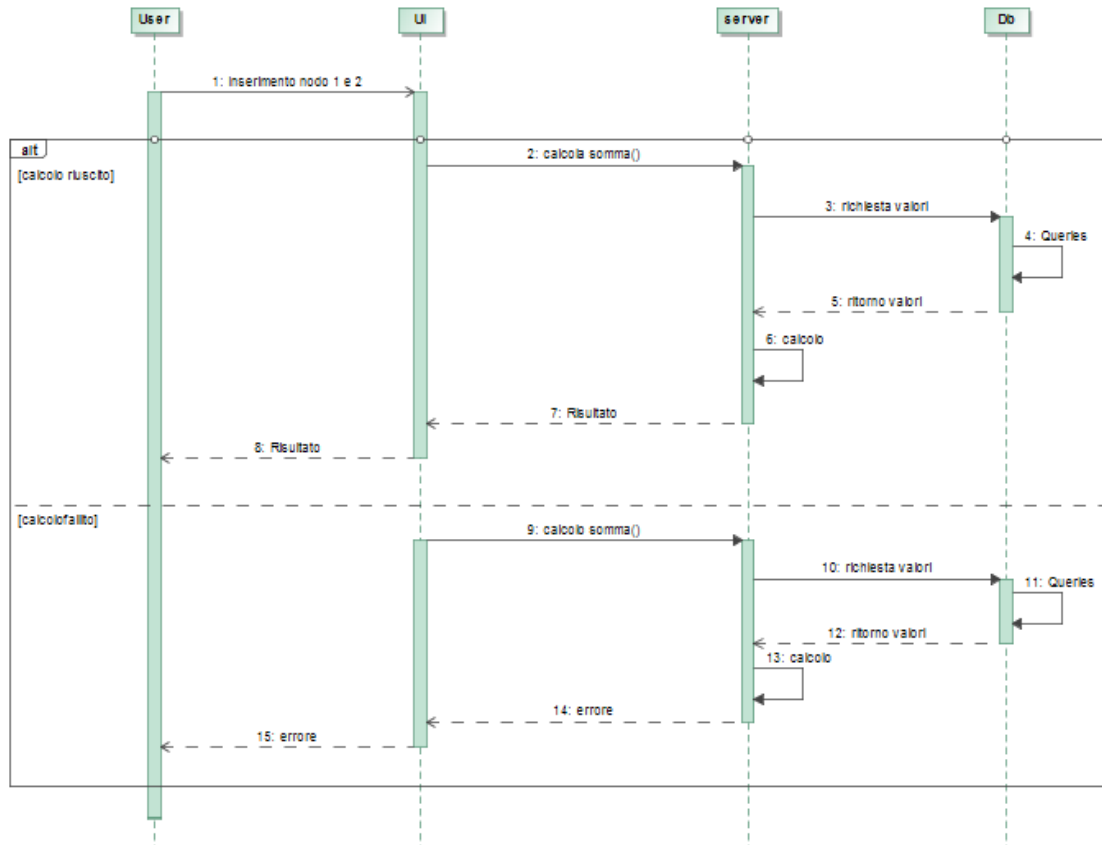 User
UI
server
Db
1: inserimento nodo 1 e 2
alt
[calcolo riuscito]
2: calcola somma()
3: richiesta valori
4: Queries
5: ritorno valori
6: calcolo
7: Risultato
8: Risultato
[calcolofallito]
9: calcolo somma()
10: richiesta valori
11: Queries
12: ritorno valori
13: calcolo
14: errore
15: errore